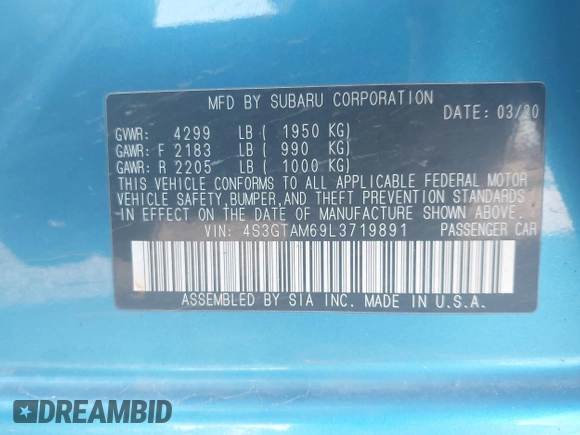 MFD BY SUBARU CORPORATION
DATE: 03/20
GVWR: 4299 LB ( 1950 KG)
GAWR: F 2183 LB ( 990 KG)
GAWR: R 2205 LB ( 1000 KG)
THIS VEHICLE CONFORMS TO ALL APPLICABLE FEDERAL MOTOR
VEHICLE SAFETY,BUMPER,AND THEFT PREVENTION STANDARDS
IN EFFECT ON THE DATE OF MANUFACTURE SHOWN ABOVE.
VIN: 4S3GTAM69L3719891 PASSENGER CAR
ASSEMBLED BY SIA INC. MADE IN U.S.A.
DREAMBID